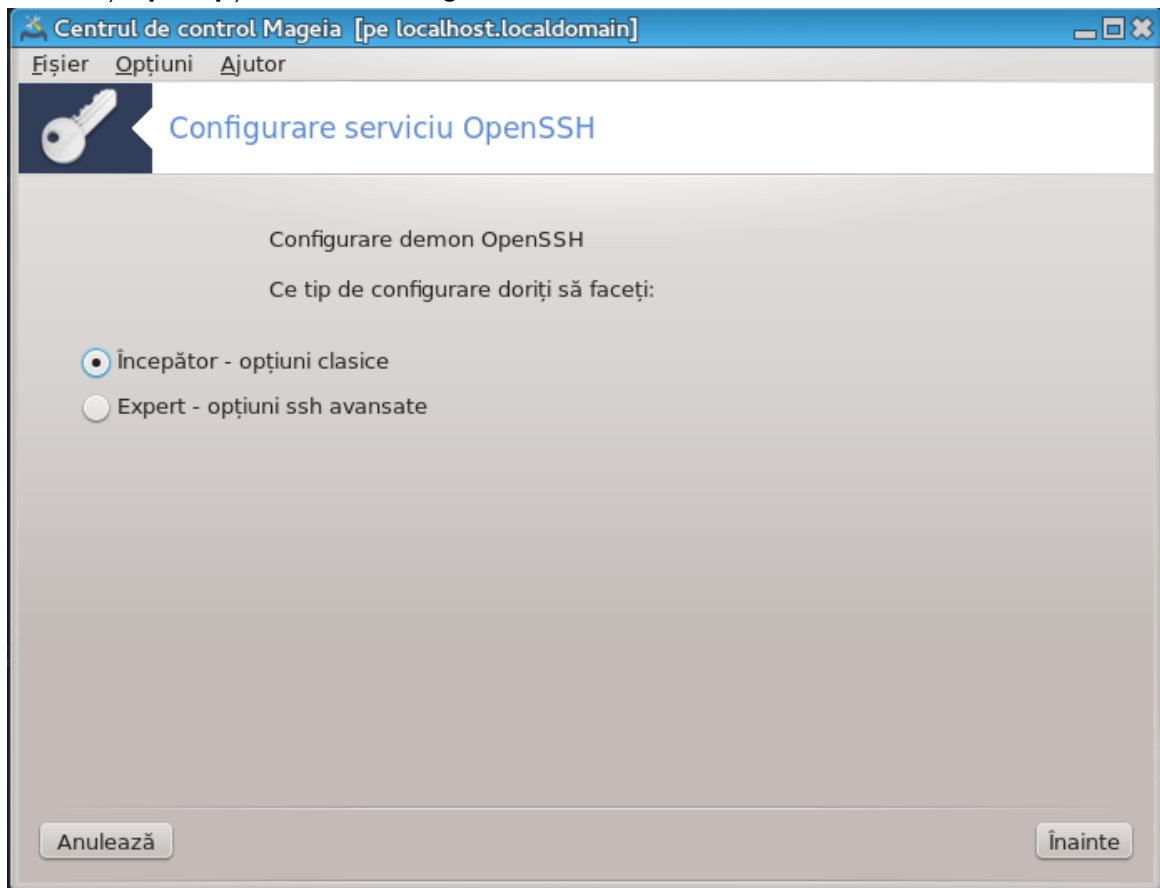 Centrul de control Mageia [pe localhost.localdomain]
Fișier Opțiuni Ajutor
Configurare serviciu OpenSSH
Configurare demon OpenSSH
Ce tip de configurare doriți să faceți:
Începător - opțiuni clasice
Expert - opțiuni ssh avansate
Anulează Înainte